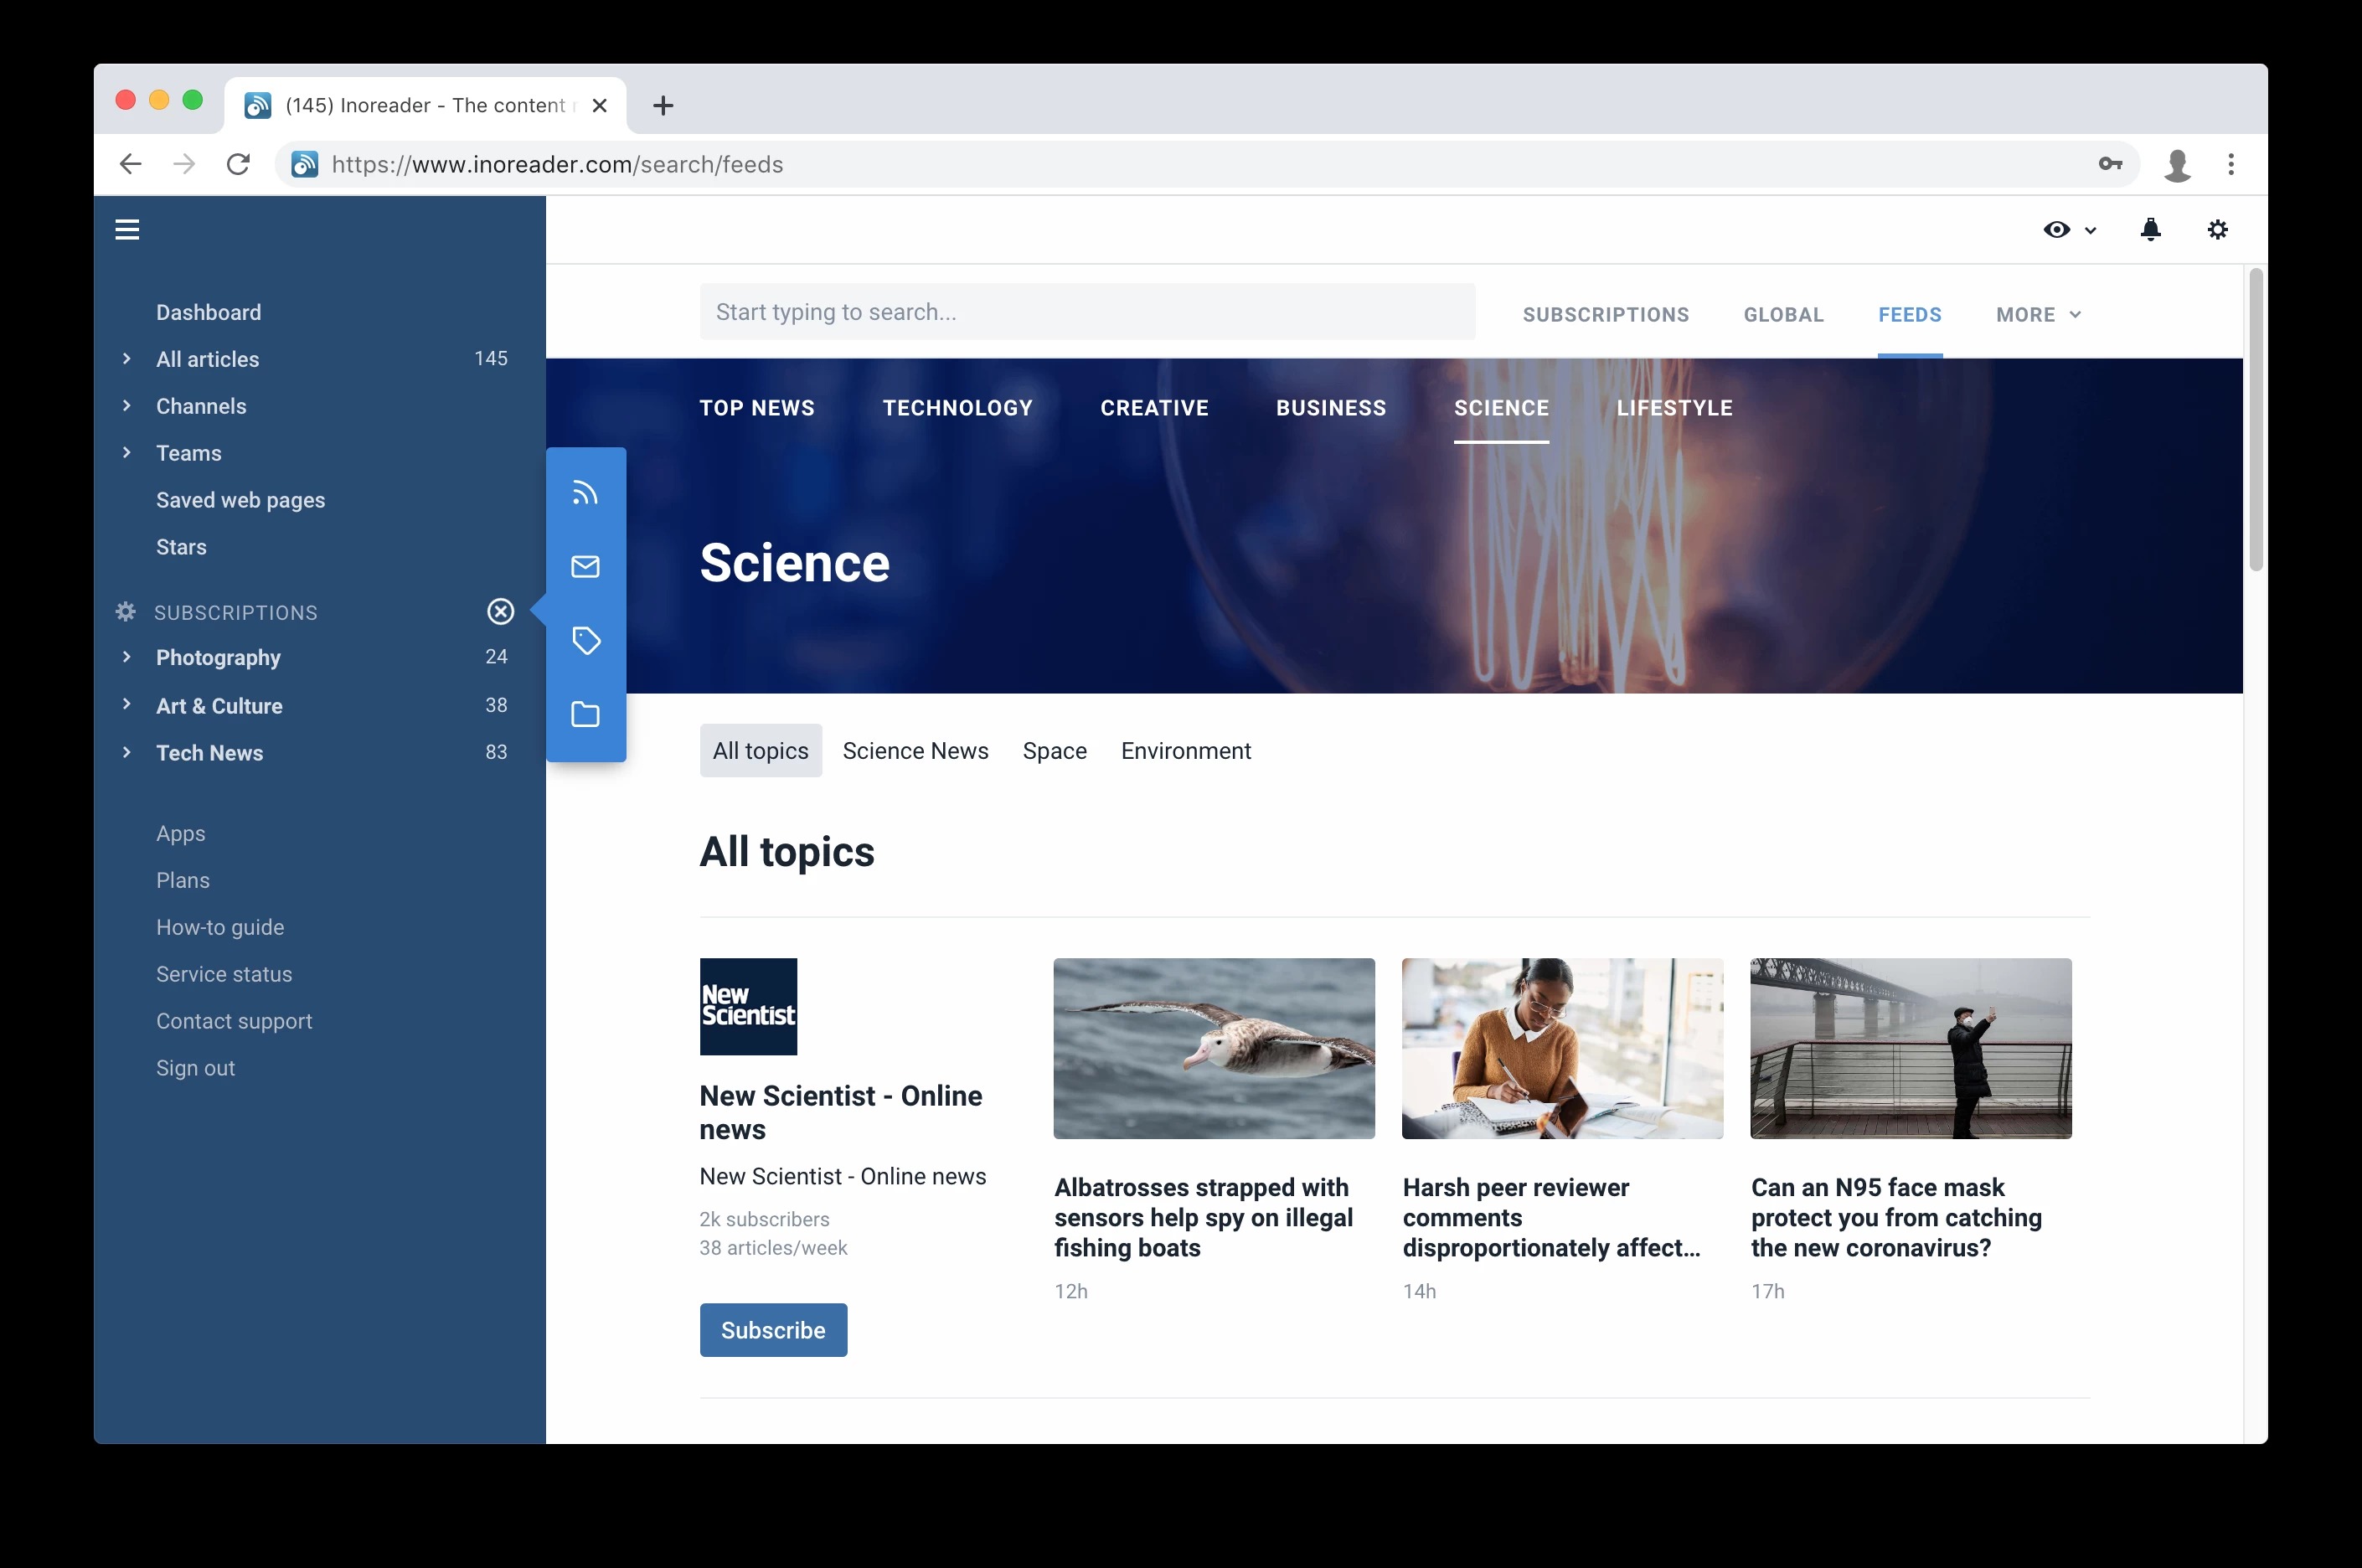 (145) Inoreader - The content
https://www.inoreader.com/search/feeds
Dashboard
All articles 145
Channels
Teams
Saved web pages
Stars
SUBSCRIPTIONS
Photography 24
Art & Culture 38
Tech News 83
Apps
Plans
How-to guide
Service status
Contact support
Sign out
Start typing to search...
SUBSCRIPTIONS GLOBAL FEEDS MORE
TOP NEWS TECHNOLOGY CREATIVE BUSINESS SCIENCE LIFESTYLE
Science
All topics Science News Space Environment
All topics
New
Scientist
New Scientist - Online
news
New Scientist - Online news
2k subscribers
38 articles/week
Subscribe
Albatrosses strapped with
sensors help spy on illegal
fishing boats
12h
Harsh peer reviewer
comments
disproportionately affect...
14h
Can an N95 face mask
protect you from catching
the new coronavirus?
17h